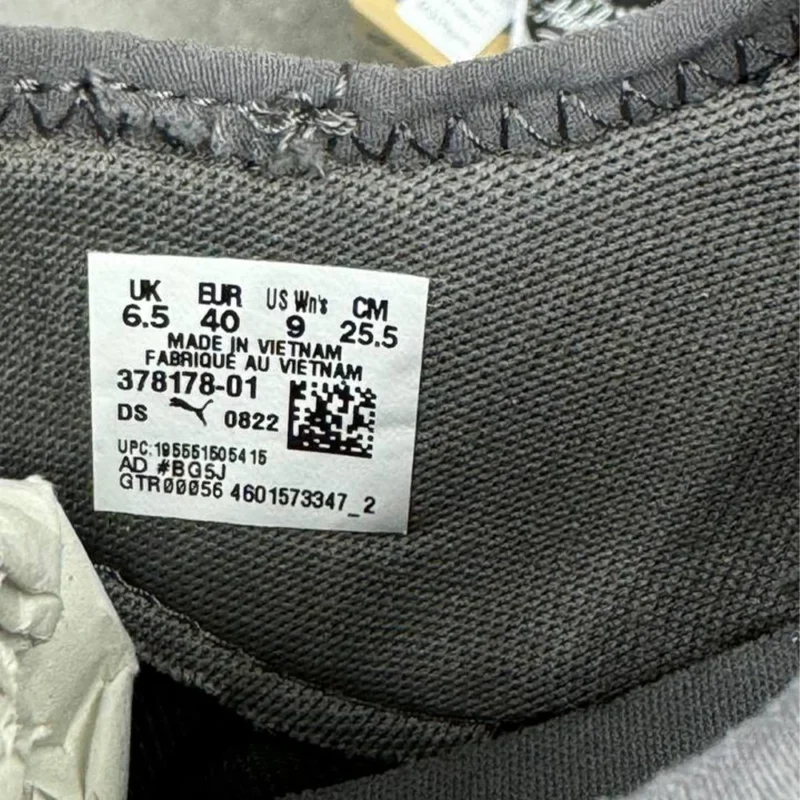 UK EUR US Wn's CM
6.5 40 9 25.5
MADE IN VIETNAM
FABRIQUÉ AU VIETNAM
378178-01
DS 0822
UPC:195551505415
AD #BG5J
GTR00056 4601573347_2